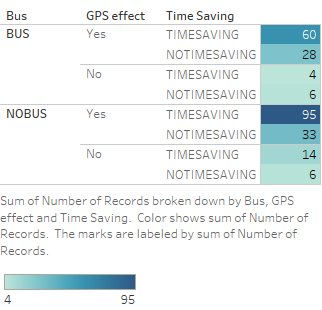 Bus GPS effect Time Saving
BUS Yes TIMESAVING 60
NOTIMESAVING 28
No TIMESAVING 4
NOTIMESAVING 6
NOBUS Yes TIMESAVING 95
NOTIMESAVING 33
No TIMESAVING 14
NOTIMESAVING 6
Sum of Number of Records broken down by Bus, GPS
effect and Time Saving. Color shows sum of Number of
Records. The marks are labeled by sum of Number of
Records.
4 95